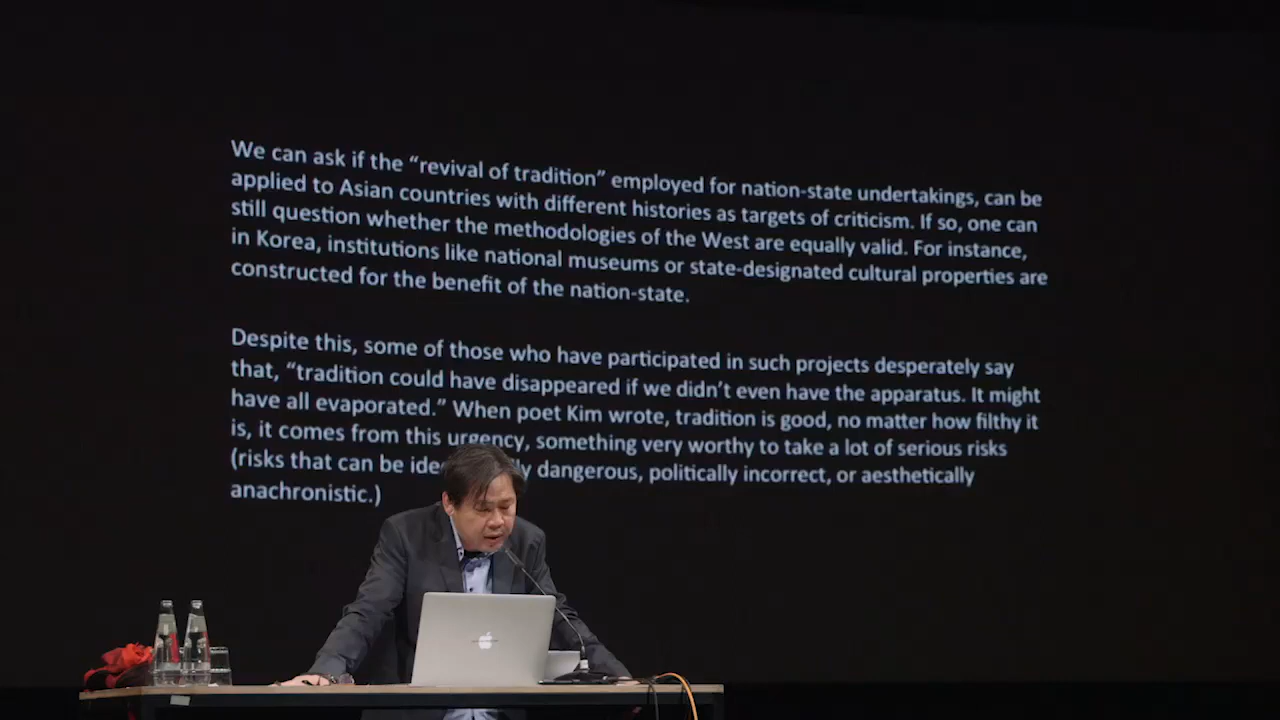 We can ask if the “revival of tradition” employed for nation-state undertakings, can be
applied to Asian countries with different histories as targets of criticism. If so, one can
still question whether the methodologies of the West are equally valid. For instance,
in Korea, institutions like national museums or state-designated cultural properties are
constructed for the benefit of the nation-state.
Despite this, some of those who have participated in such projects desperately say
that, “tradition could have disappeared if we didn’t even have the apparatus. It might
have all evaporated.” When poet Kim wrote, tradition is good, no matter how filthy it
is, it comes from this urgency, something very worthy to take a lot of serious risks
(risks that can be dangerous, politically incorrect, or aesthetically
anachronistic.)